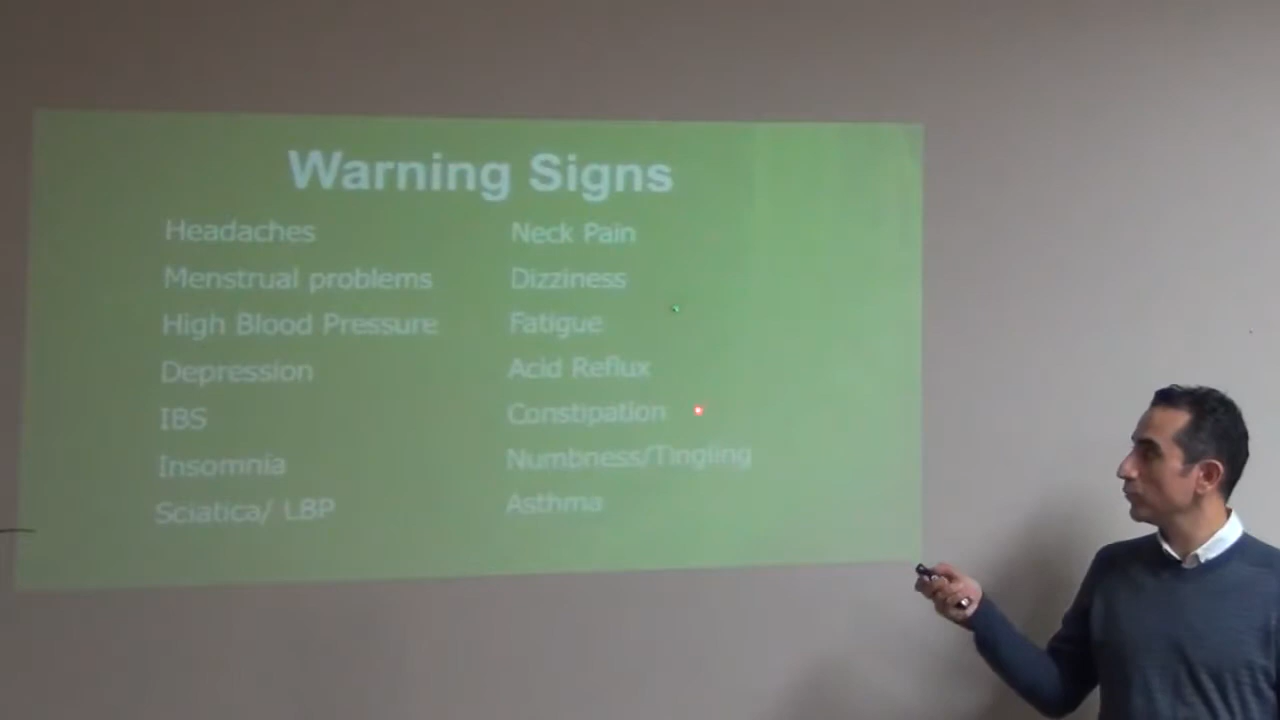 Warning Signs
Headaches
Menstrual problems
High Blood Pressure
Depression
IBS
Insomnia
Sciatica/ LBP
Neck Pain
Dizziness
Fatigue
Acid Reflux
Constipation
Numbness/Tingling
Asthma